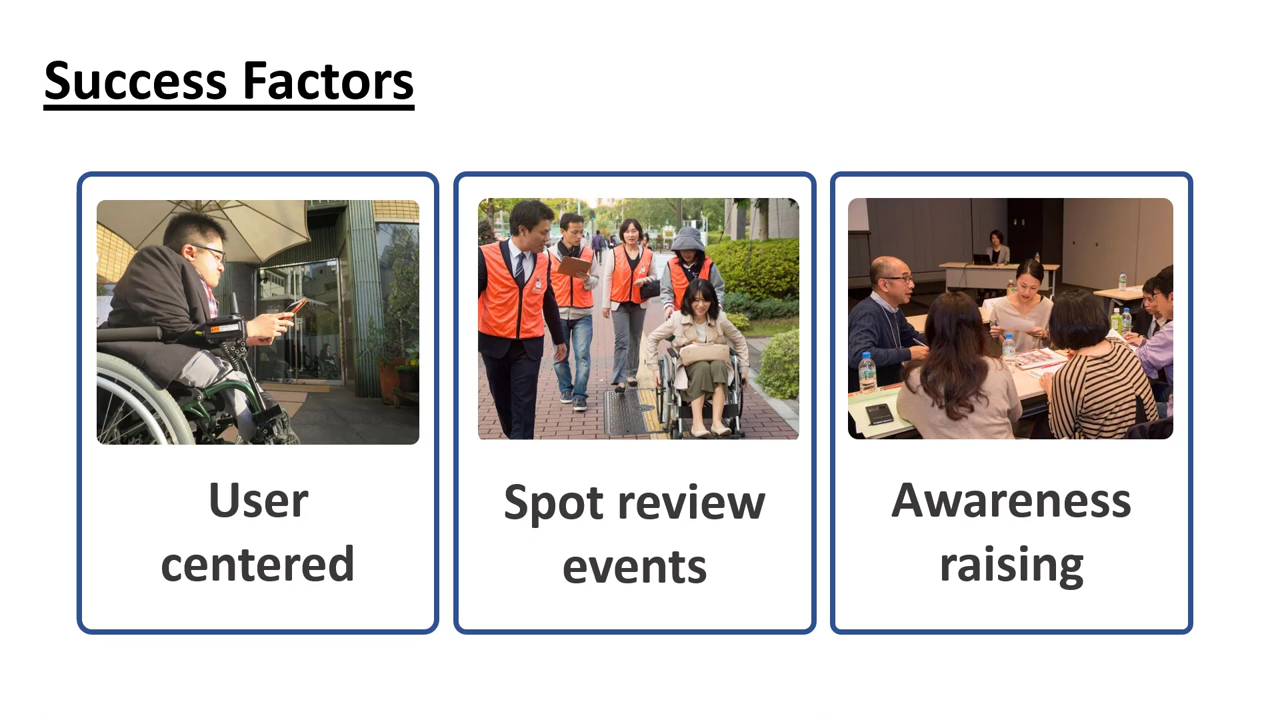 Success Factors
User
centered
Spot review
events
Awareness
raising